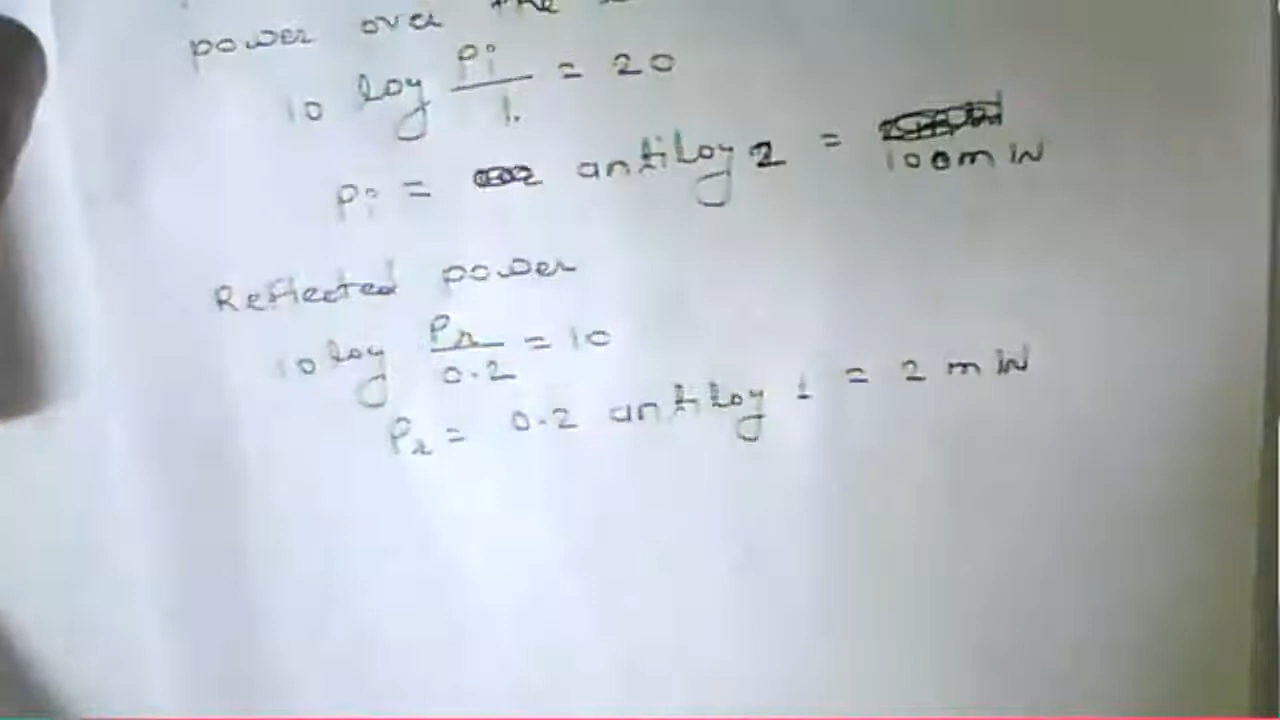 power over the
10 log Pi/1. = 20
Pi = antilog 2 = 100 mW
Reflected power
10 log Pr/0.2 = 10
Pr = 0.2 antilog 1 = 2 mW